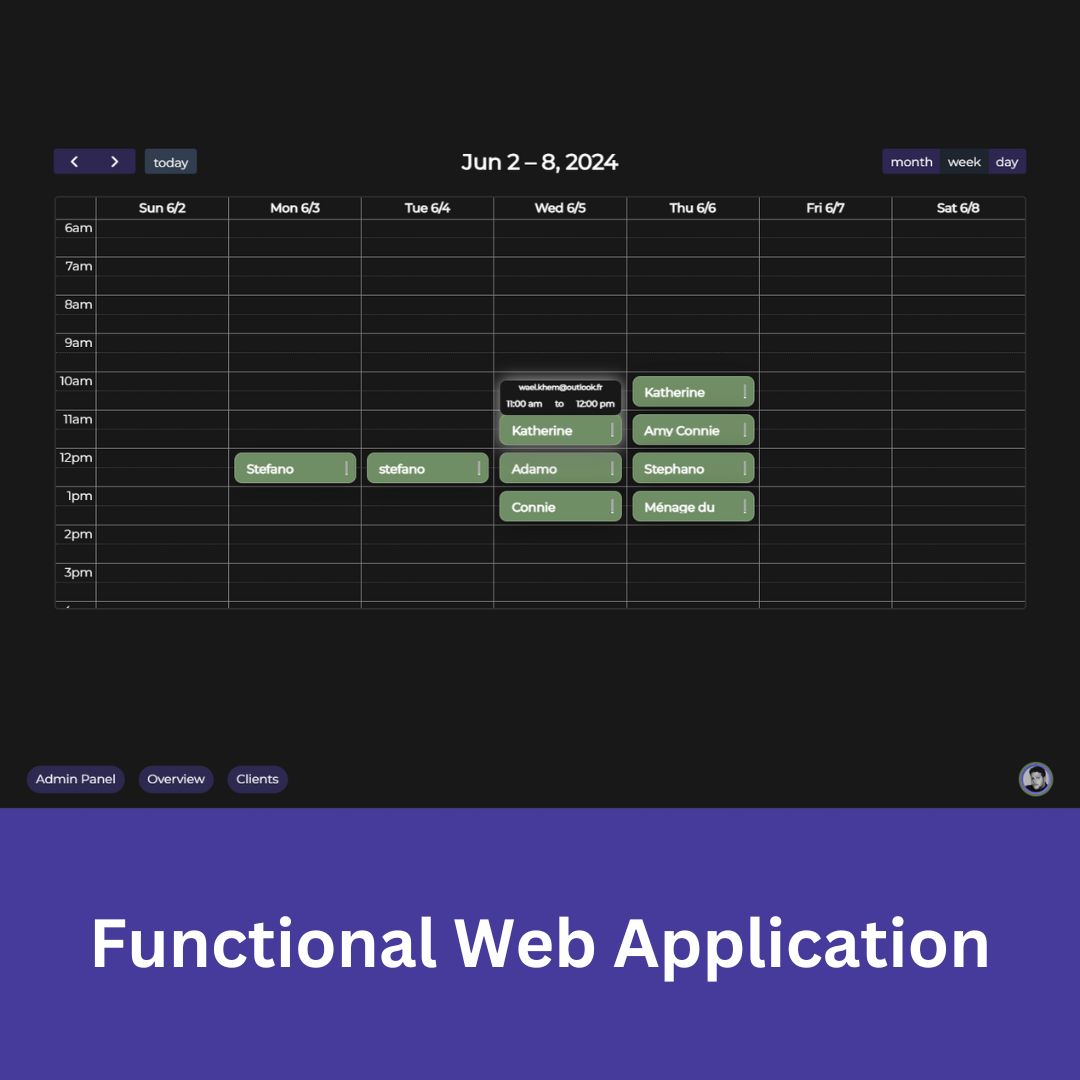 today
Jun 2 – 8, 2024
month week day
Sun 6/2 Mon 6/3 Tue 6/4 Wed 6/5 Thu 6/6 Fri 6/7 Sat 6/8
6am
7am
8am
9am
10am
wael.khem@outlook.fr
11:00 am to 12:00 pm
Katherine
11am
Katherine
Amy Connie
12pm
Stefano
stefano
Adamo
Stephano
1pm
Connie
Ménage du
2pm
3pm
Admin Panel Overview Clients
Functional Web Application